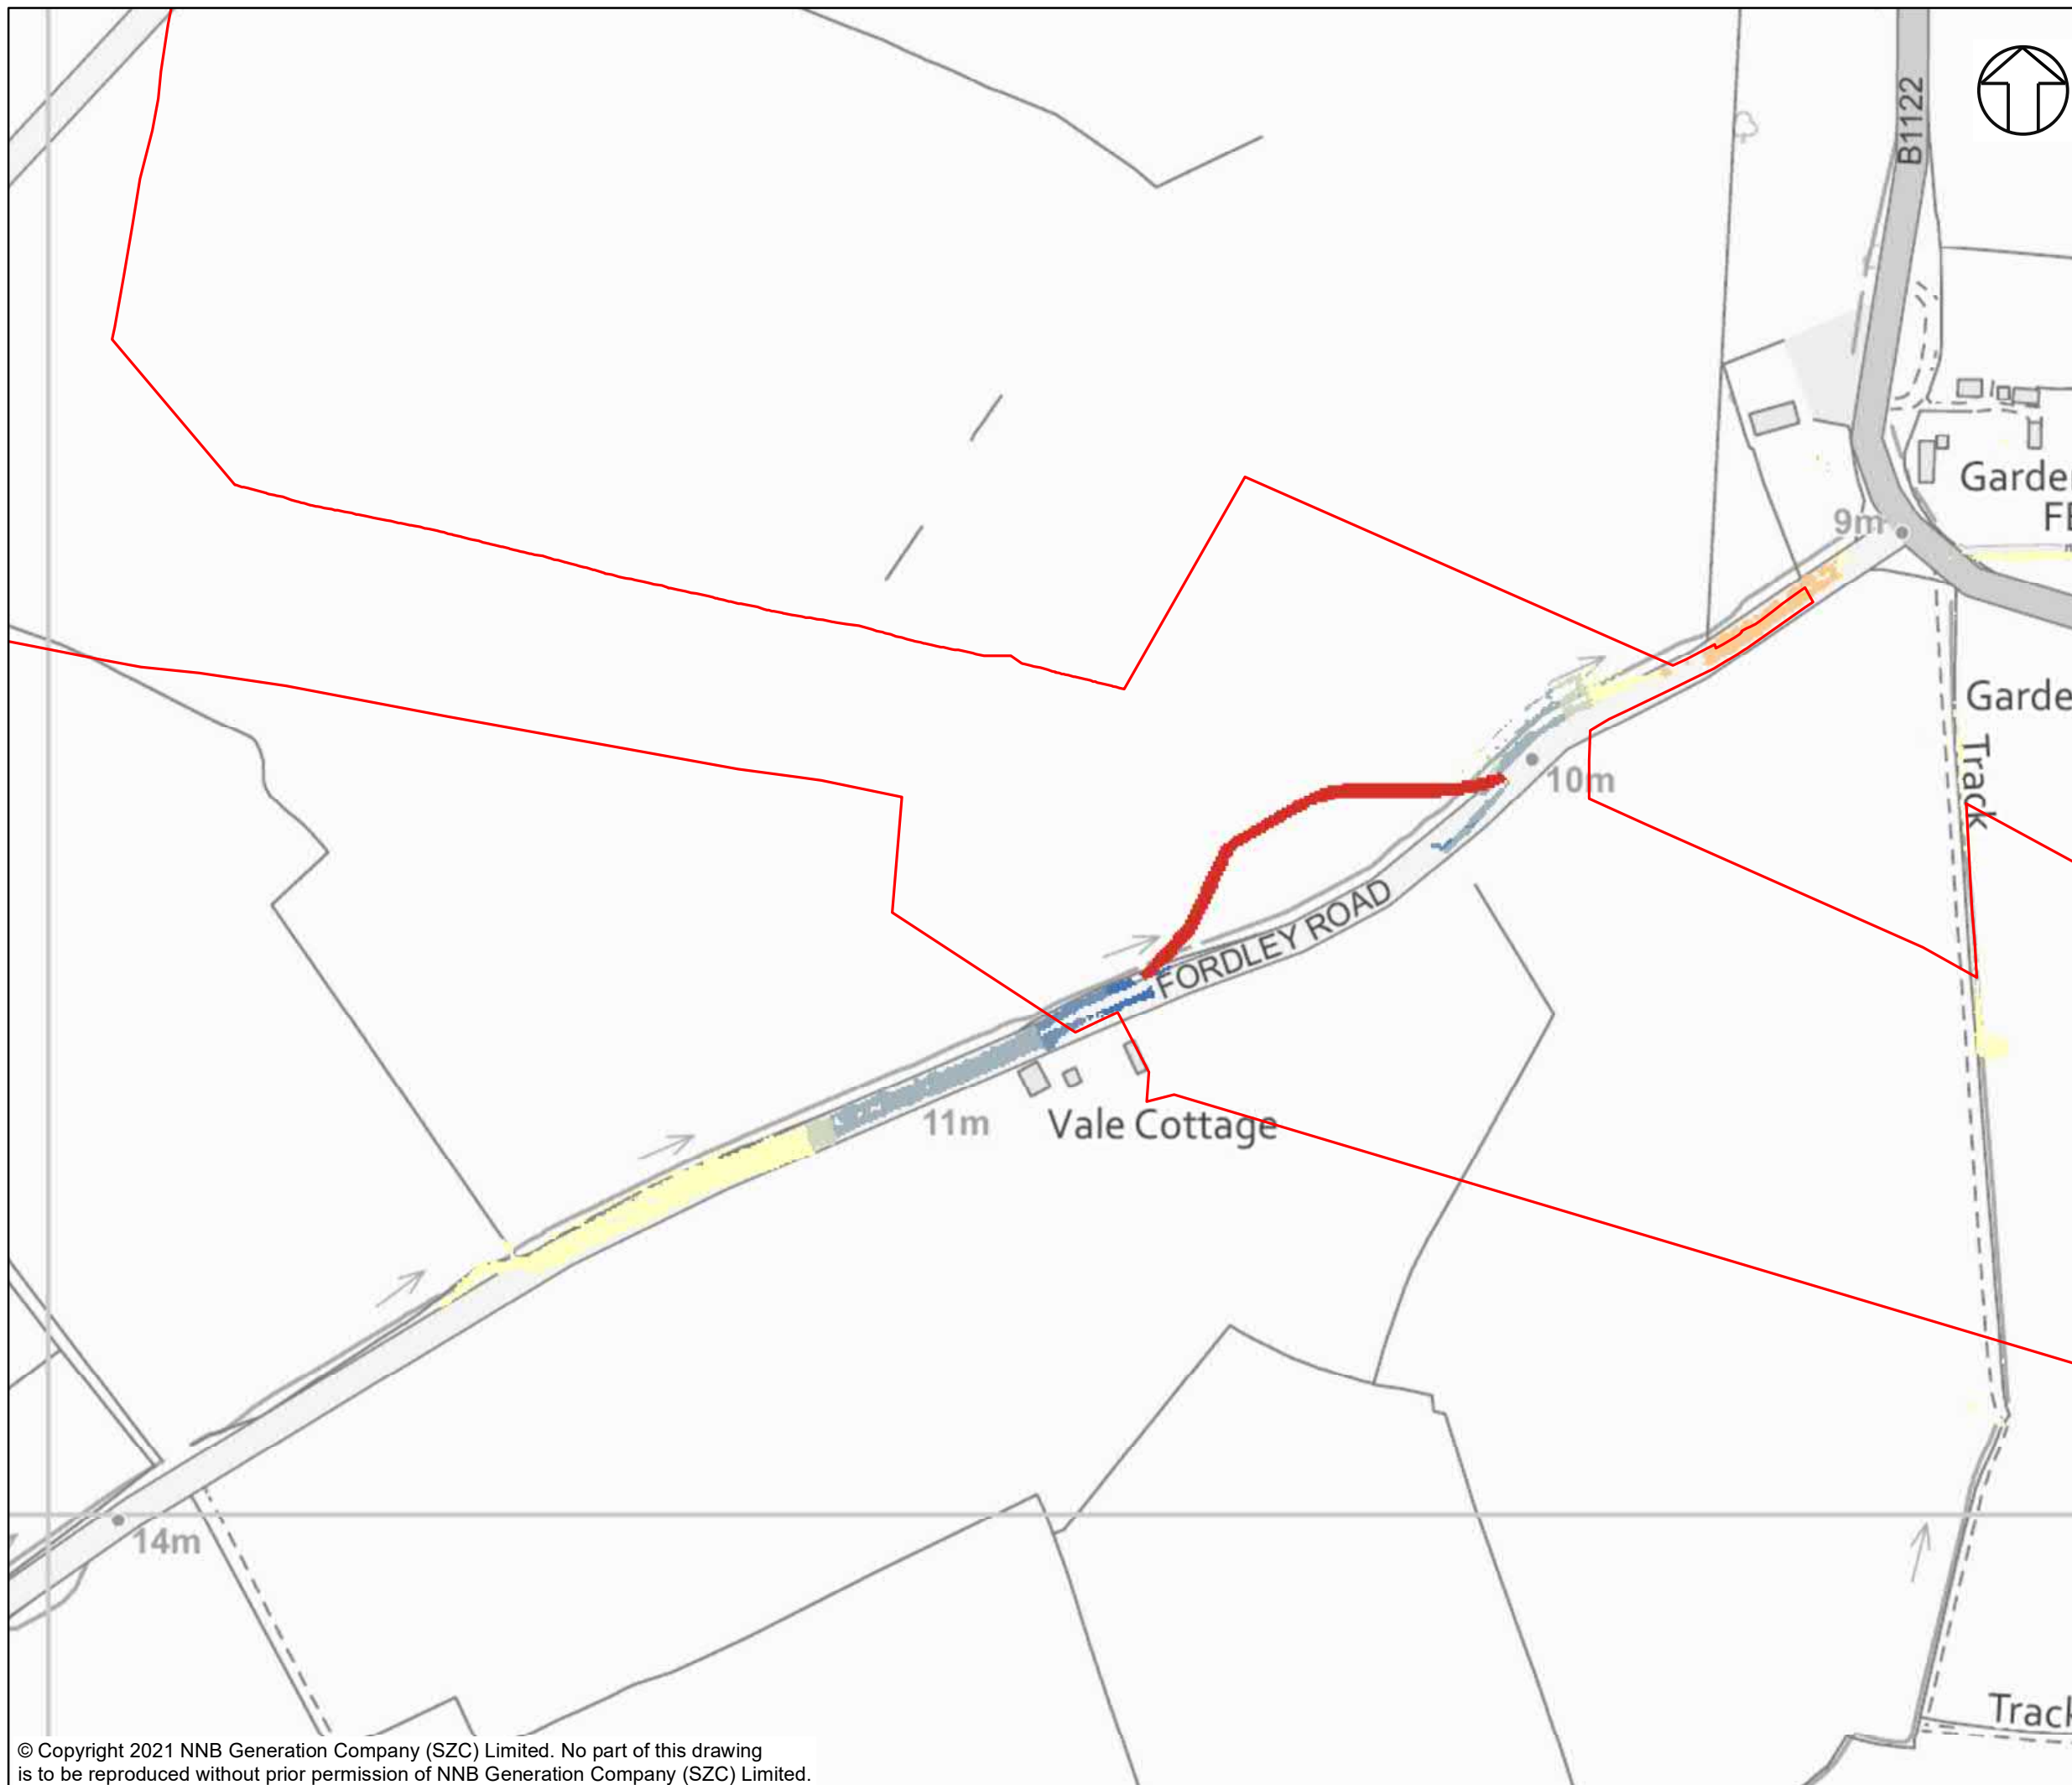 B1122
Garde
9m
FE
Garde
Track
10m
FORDLEY ROAD
11m
Vale Cottage
14m
Track
© Copyright 2021 NNB Generation Company (SZC) Limited. No part of this drawing
is to be reproduced without prior permission of NNB Generation Company (SZC) Limited.